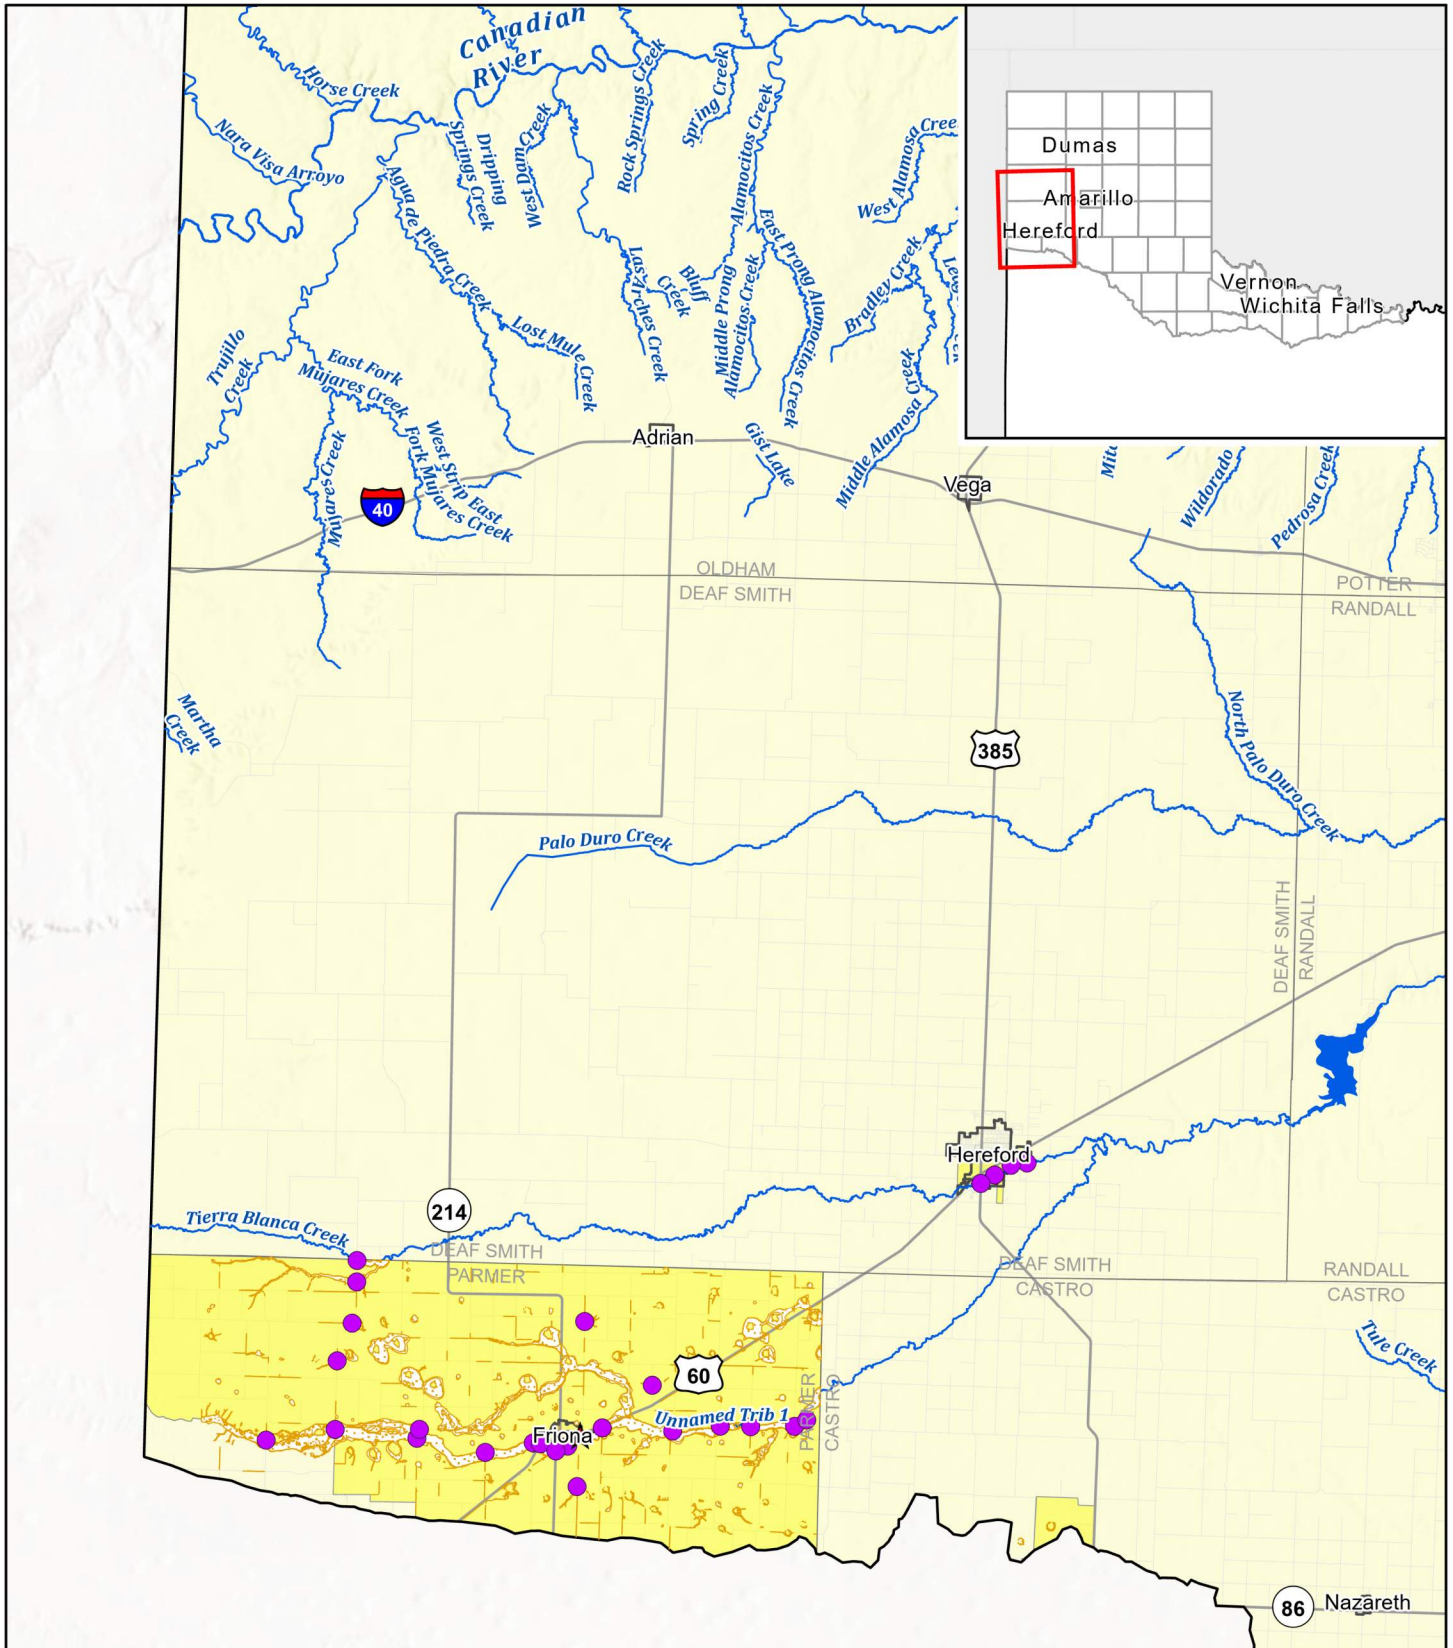 Canadian
River
Horse Creek
Nara Visa Arroyo
Springs Creek
Dripping
West Dunn Creek
Rock Springs Creek
Spring Creek
Alamocitos Creek
West Alamosa Cree
Agua de Piedra Creek
East Prong Alamocitos Creek
Las Arches Creek
Bluff
Creek
Middle Prong
Alamocitos Creek
Bradley Creek
Lost Mule Creek
Trujillo
Creek
East Fork
Mujares Creek
Mujares Creek
West Strip East
Fork Mujares Creek
Gist Lake
Middle Alamosa Creek
Adrian
Vega
40
Mitc
Wildorado
Pedrosa Creek
OLDHAM
DEAF SMITH
POTTER
RANDALL
Martha
Creek
North Palo Duro Creek
385
Palo Duro Creek
DEAF SMITH
RANDALL
Hereford
214
Tierra Blanca Creek
DEAF SMITH
PARMER
DEAF SMITH
CASTRO
RANDALL
CASTRO
Tule Creek
60
Unnamed Trib 1
PARMER
CASTRO
Friona
86
Nazareth
Dumas
Amarillo
Hereford
Vernon
Wichita Falls